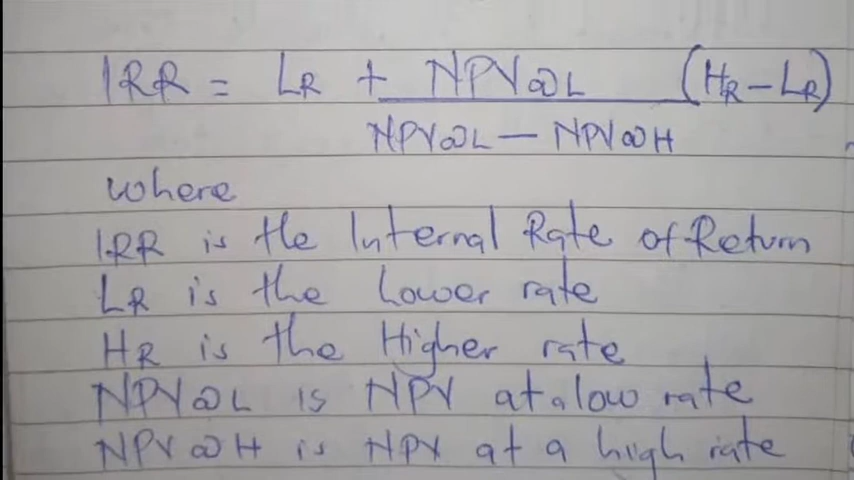 IRR = LR + NPV@L (HR - LR)
NPV@L - NPV@H
where
IRR is the Internal Rate of Return
LR is the Lower rate
HR is the Higher rate
NPV@L is NPV at a low rate
NPV@H is NPV at a high rate